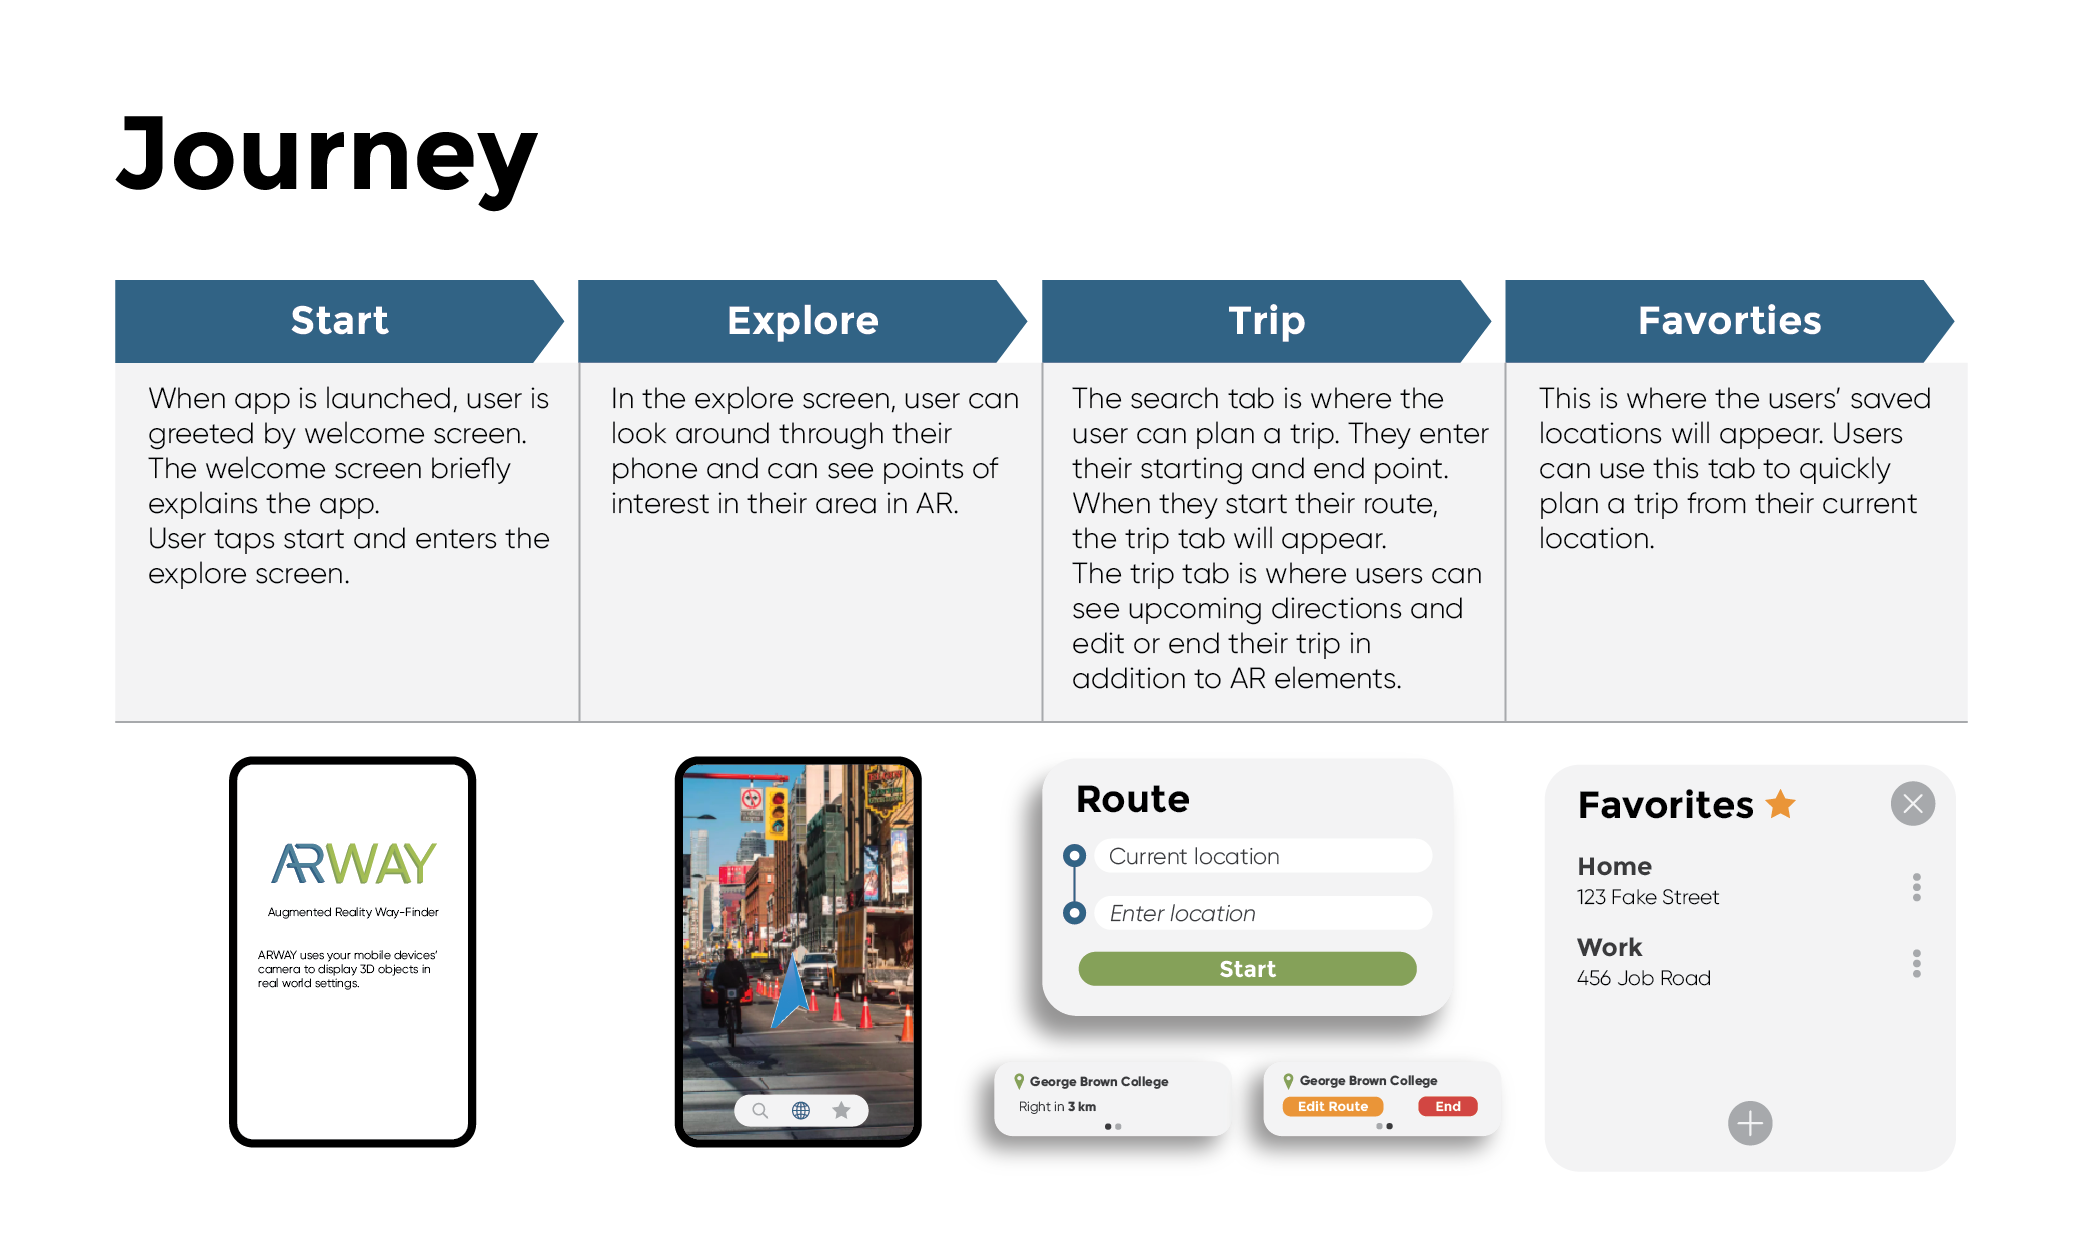 Journey
Start
Explore
Trip
Favorties
When app is launched, user is
greeted by welcome screen.
The welcome screen briefly
explains the app.
User taps start and enters the
explore screen.
In the explore screen, user can
look around through their
phone and can see points of
interest in their area in AR.
The search tab is where the
user can plan a trip. They enter
their starting and end point.
When they start their route,
the trip tab will appear.
The trip tab is where users can
see upcoming directions and
edit or end their trip in
addition to AR elements.
This is where the users’ saved
locations will appear. Users
can use this tab to quickly
plan a trip from their current
location.
ARWAY
Augmented Reality Way-Finder
ARWAY uses your mobile devices’
camera to display 3D objects in
real world settings.
Route
Current location
Enter location
Start
George Brown College
Right in 3 km
George Brown College
Edit Route
End
Favorites
Home
123 Fake Street
Work
456 Job Road